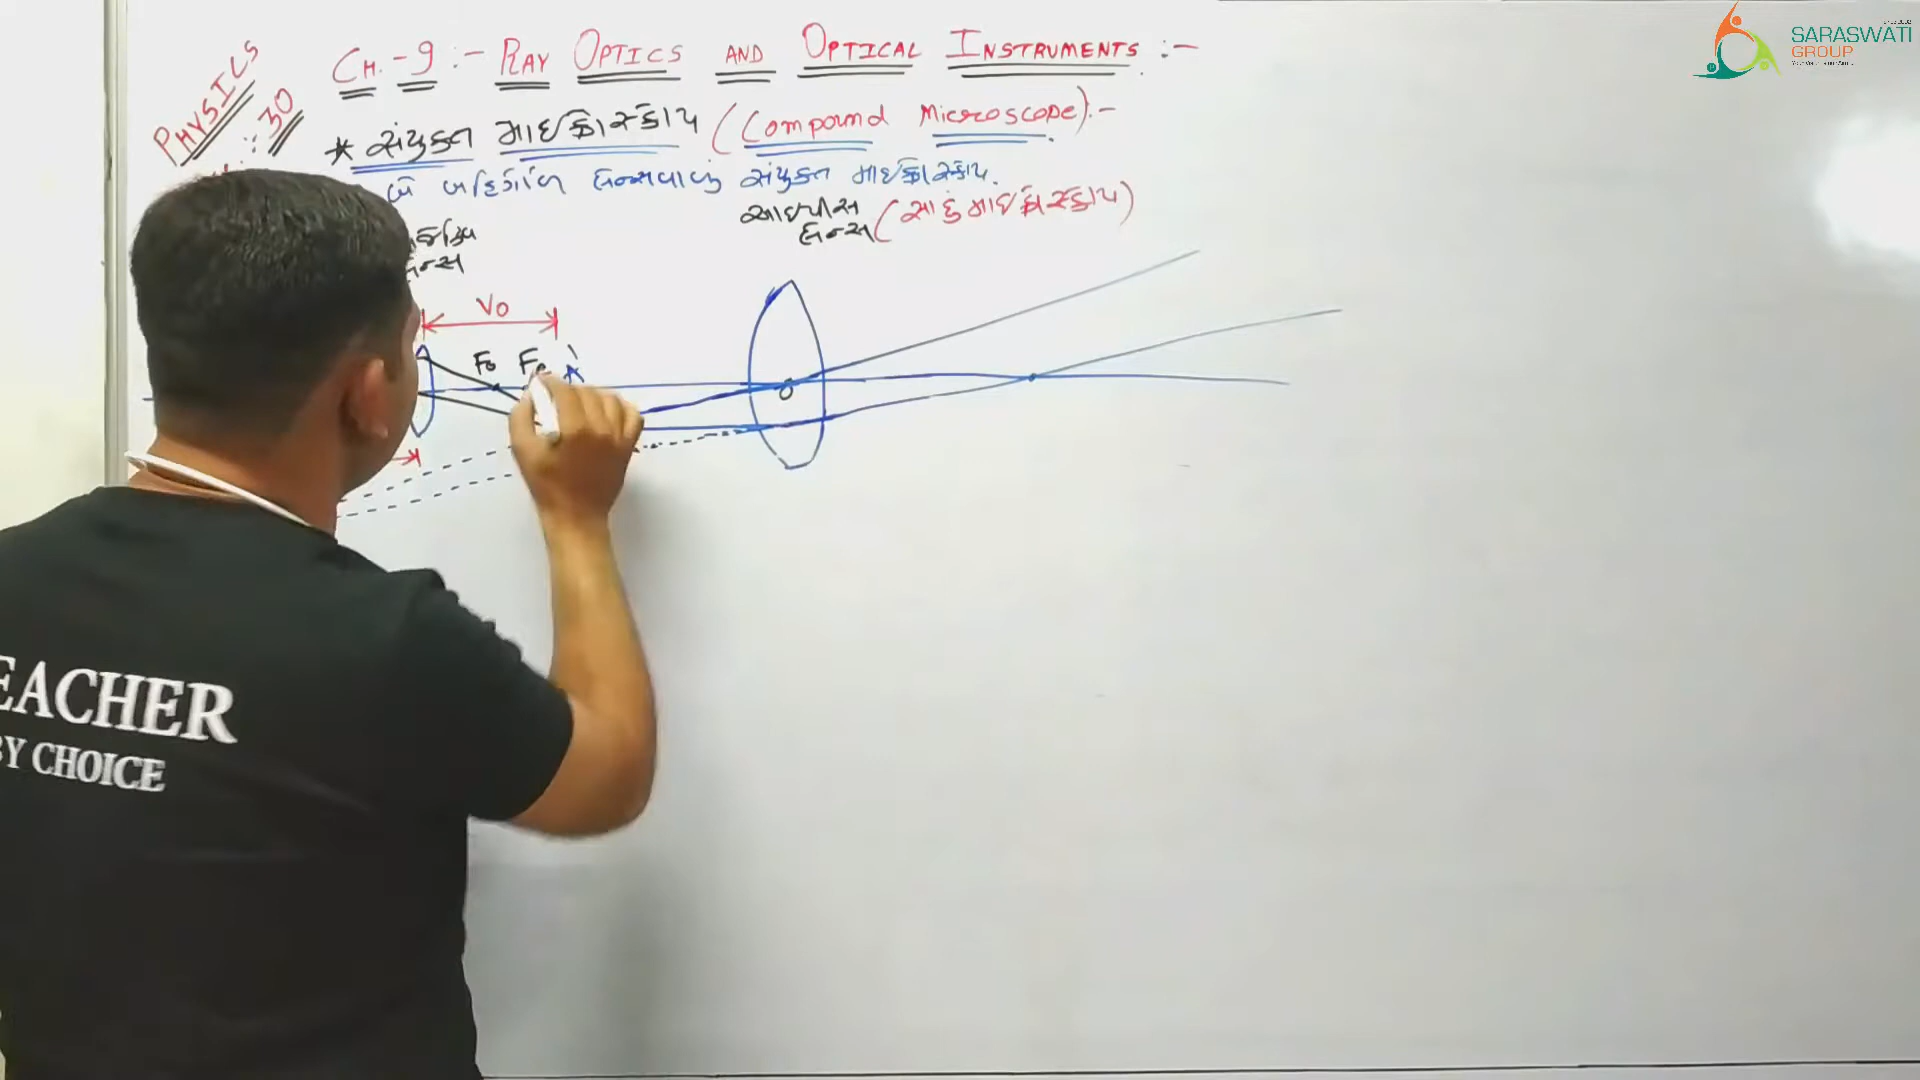 PHYSICS
:: 30
CH. - 9 :- RAY OPTICS AND OPTICAL INSTRUMENTS :-
* સંયુક્ત માઇક્રોસ્કોપ (Compound Microscope) :-
બે બહિર્ગોળ લેન્સવાળું સંયુક્ત માઇક્રોસ્કોપ.
આઇપીસ લેન્સ (સાદું માઇક્રોસ્કોપ)
લેન્સ
Vo
Fo Fe A'
O
EACHER
BY CHOICE
SARASWATI
GROUP